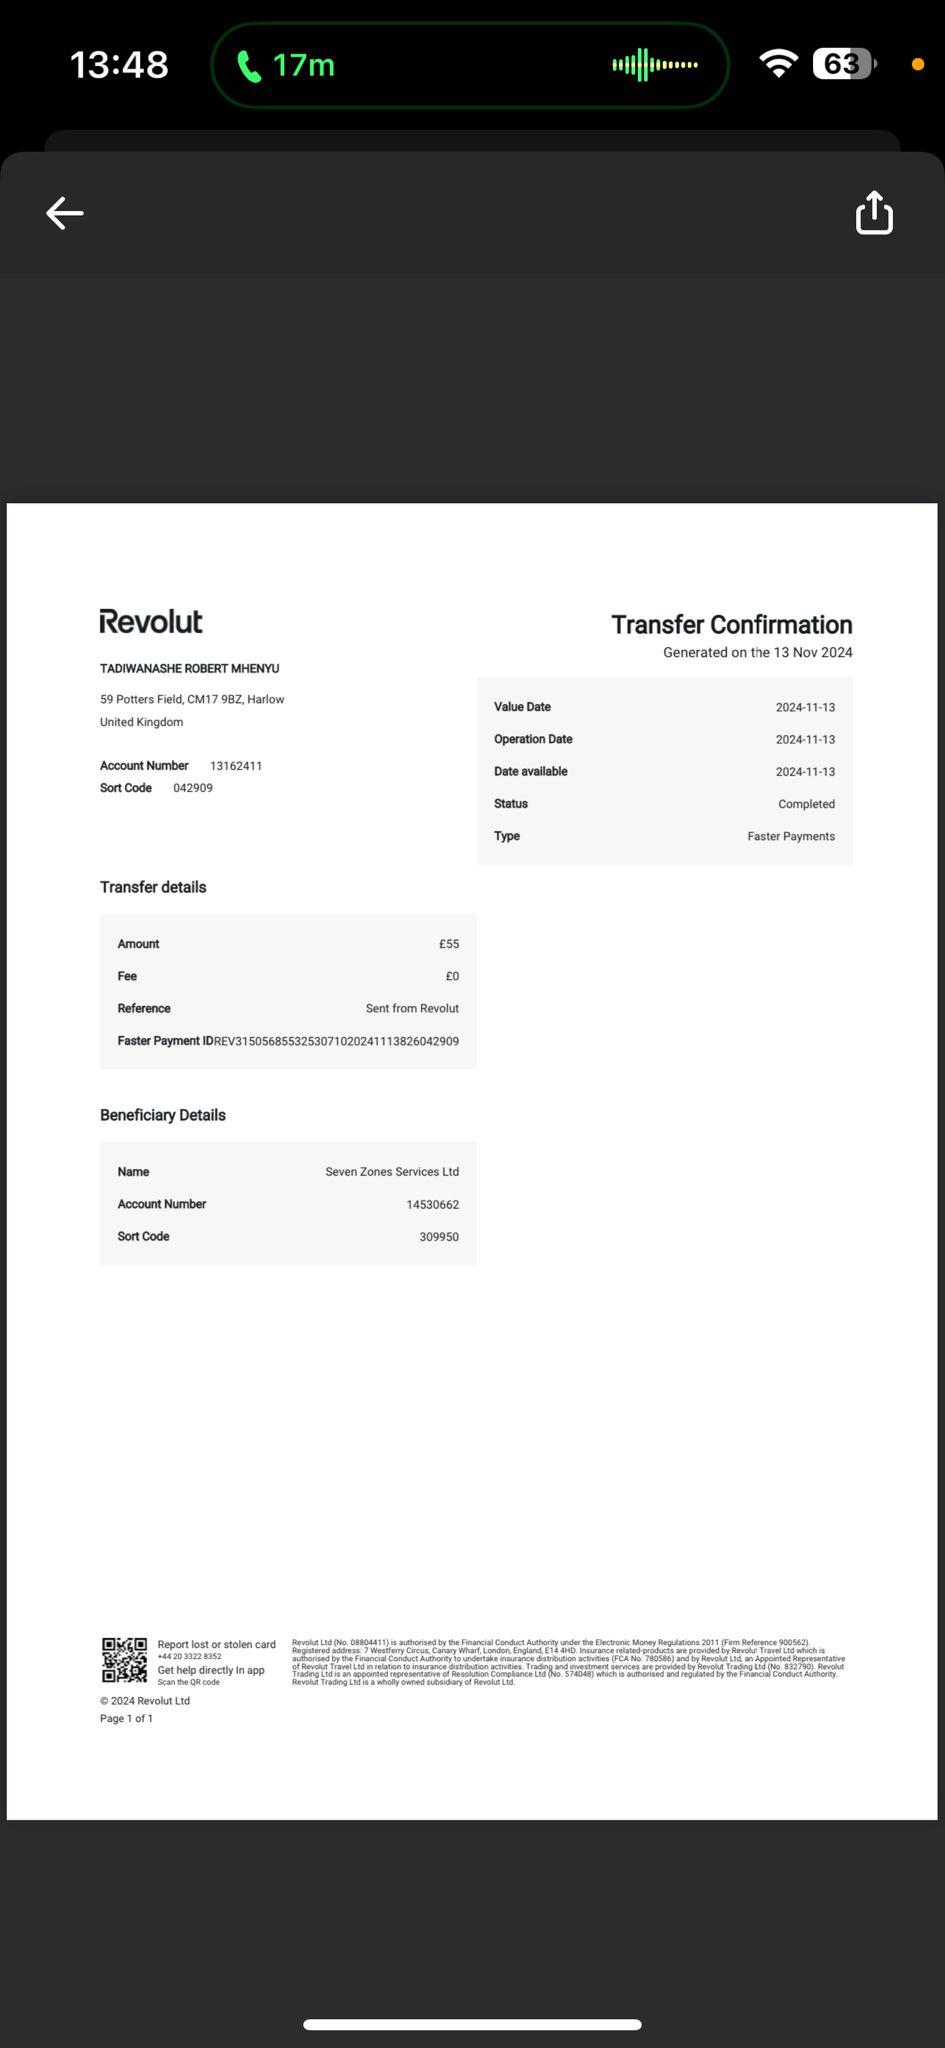 13:48
17m
63
Revolut
Transfer Confirmation
Generated on the 13 Nov 2024
TADIWANASHE ROBERT MHENYU
59 Potters Field, CM17 9BZ, Harlow
United Kingdom
Account Number 13162411
Sort Code 042909
Value Date 2024-11-13
Operation Date 2024-11-13
Date available 2024-11-13
Status Completed
Type Faster Payments
Transfer details
Amount £55
Fee £0
Reference Sent from Revolut
Faster Payment IDREV3150568553253071020241113826042909
Beneficiary Details
Name Seven Zones Services Ltd
Account Number 14530662
Sort Code 309950
Report lost or stolen card
+44 20 3322 8352
Get help directly In app
Scan the QR code
Revolut Ltd (No. 08804411) is authorised by the Financial Conduct Authority under the Electronic Money Regulations 2011 (Firm Reference 900562).
Registered address: 7 Westferry Circus, Canary Wharf, London, England, E14 4HD. Insurance related-products are provided by Revolut Travel Ltd which is
authorised by the Financial Conduct Authority to undertake insurance distribution activities (FCA No: 780586) and by Revolut Ltd, an Appointed Representative
of Revolut Travel Ltd in relation to insurance distribution activities. Trading and investment services are provided by Revolut Trading Ltd (No. 832790). Revolut
Trading Ltd is an appointed representative of Resolution Compliance Ltd (No. 574048) which is authorised and regulated by the Financial Conduct Authority.
Revolut Trading Ltd is a wholly owned subsidiary of Revolut Ltd.
© 2024 Revolut Ltd
Page 1 of 1